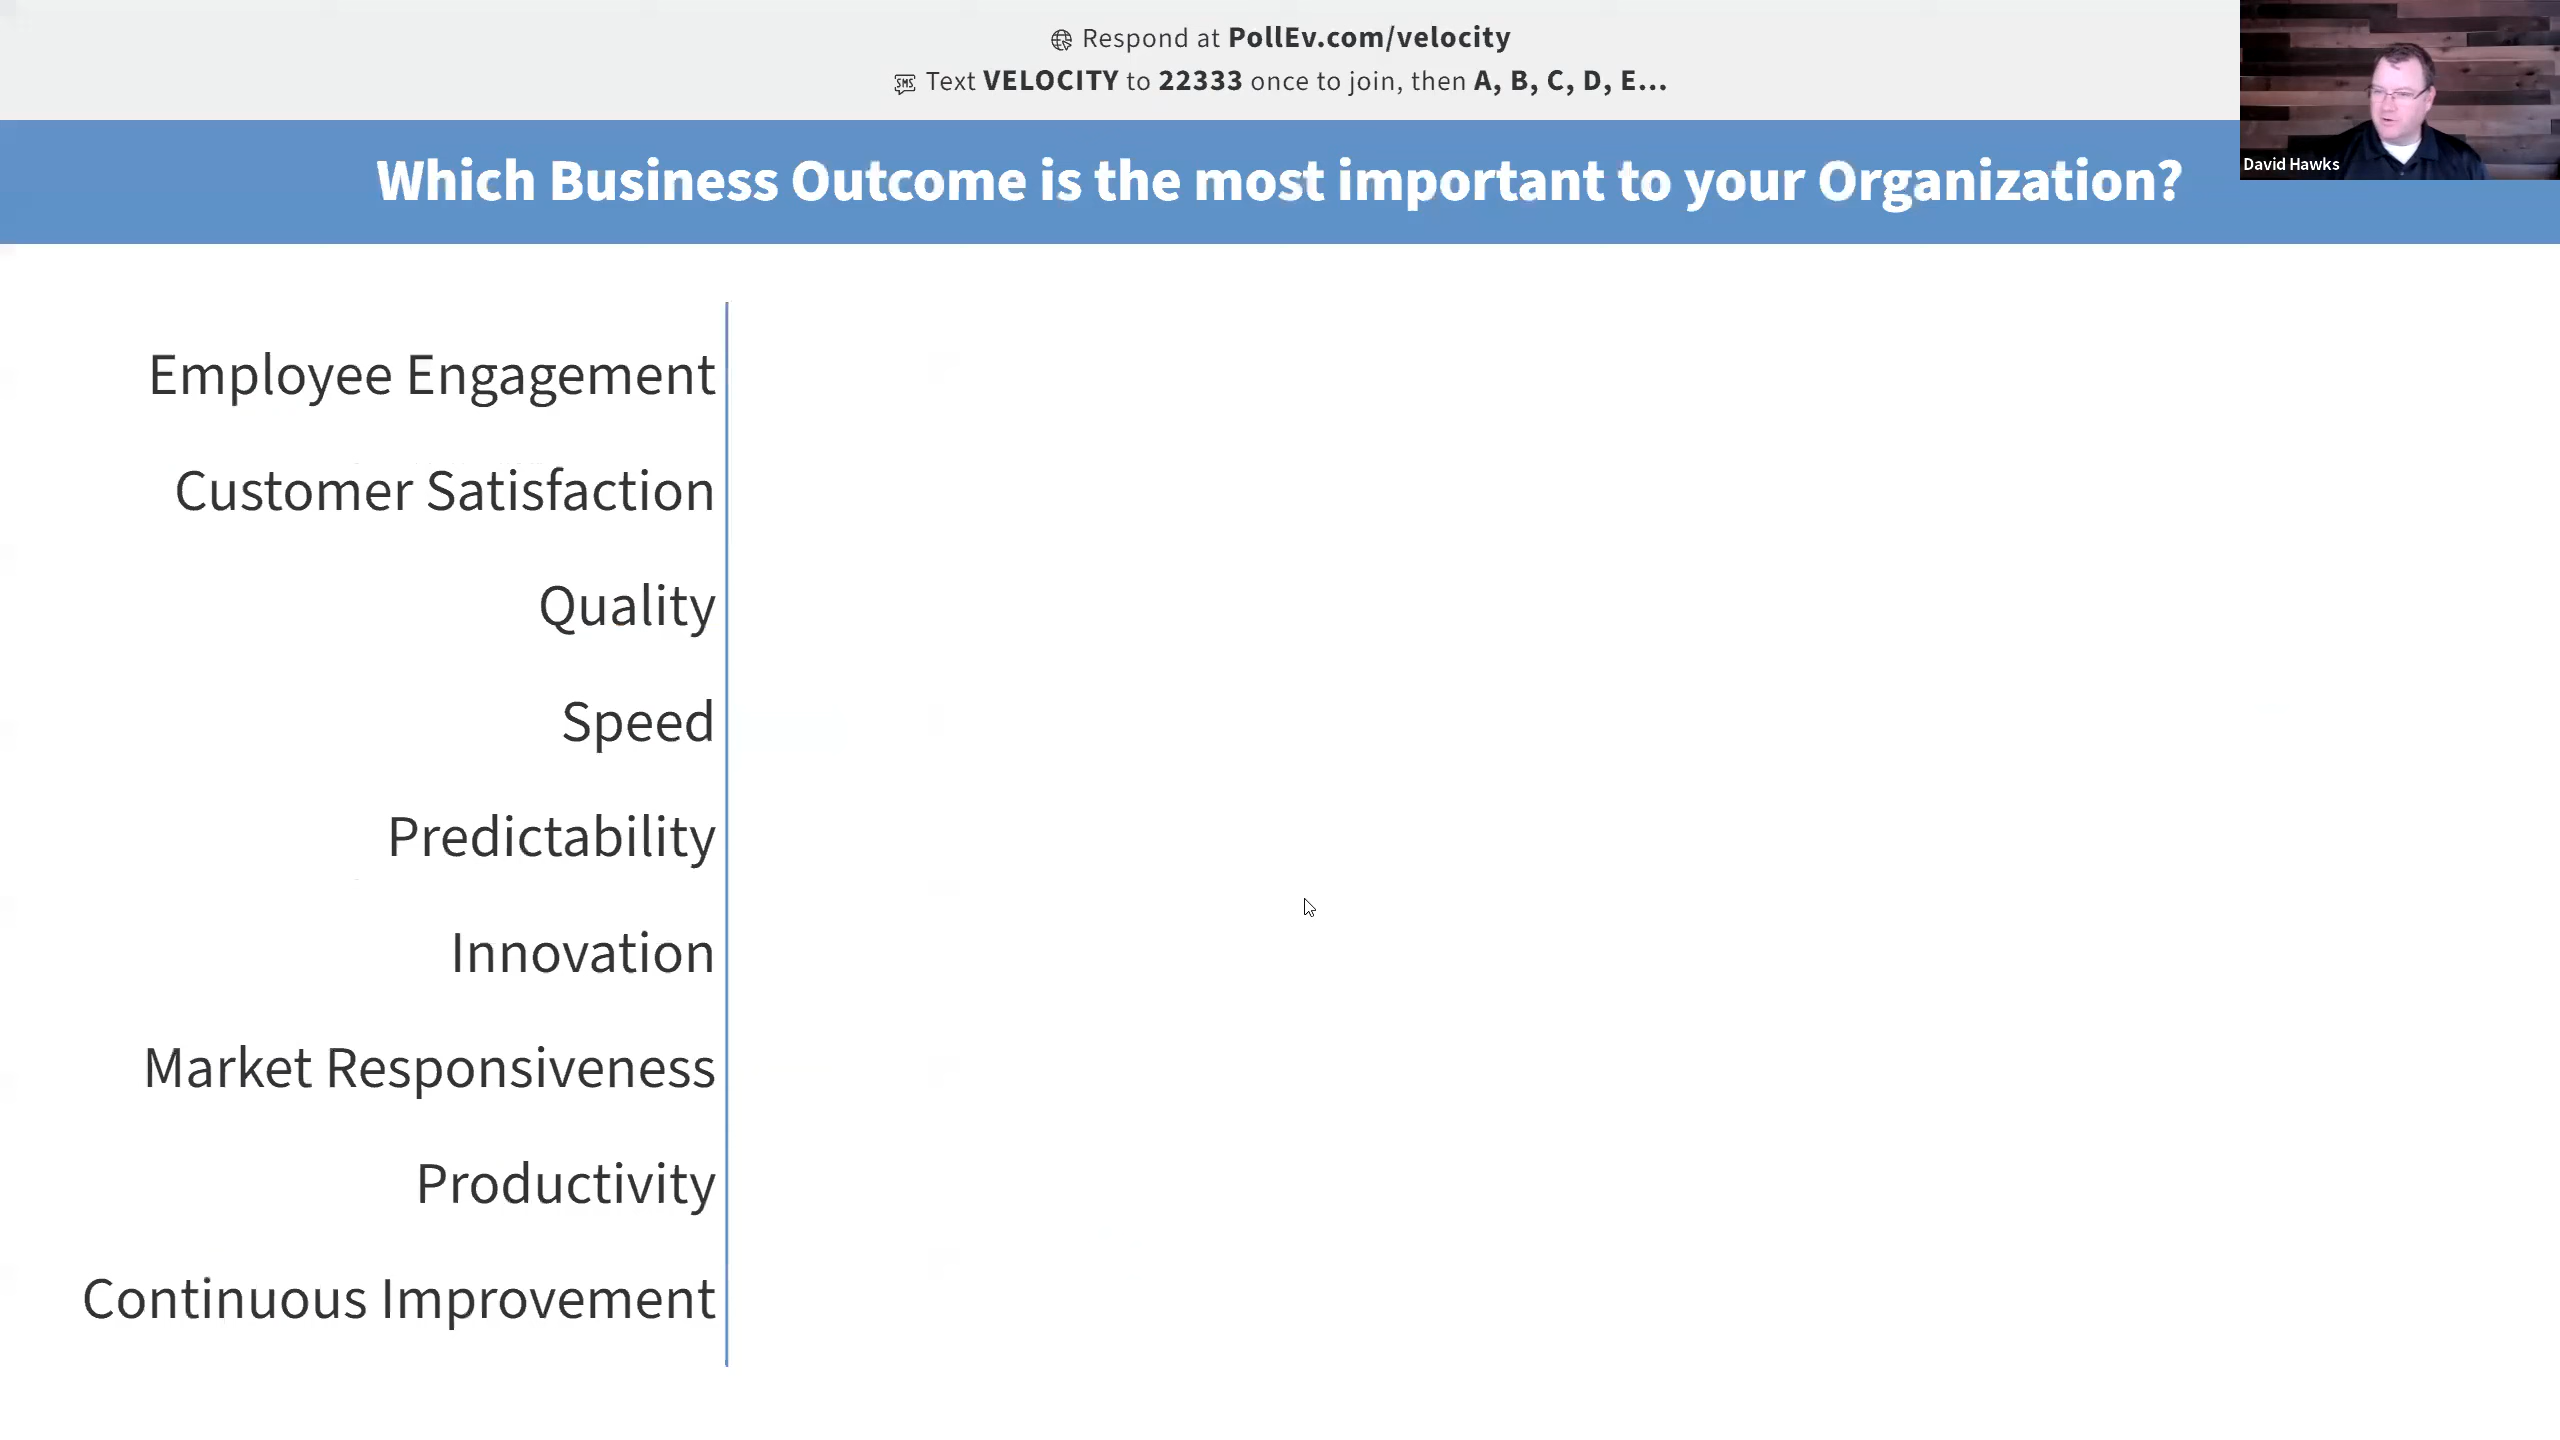 Respond at PollEv.com/velocity
Text VELOCITY to 22333 once to join, then A, B, C, D, E...
Which Business Outcome is the most important to your Organization?
David Hawks
Employee Engagement
Customer Satisfaction
Quality
Speed
Predictability
Innovation
Market Responsiveness
Productivity
Continuous Improvement